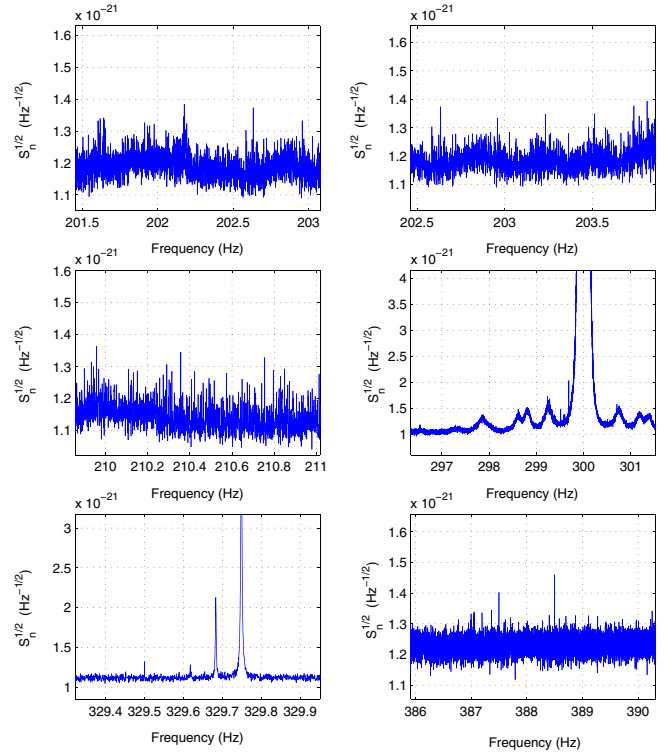 x 10^-21
1.6
1.5
1.4
1.3
1.2
1.1
S_n^1/2 (Hz^-1/2)
201.5 202 202.5 203
Frequency (Hz)
x 10^-21
1.6
1.5
1.4
1.3
1.2
1.1
S_n^1/2 (Hz^-1/2)
202.5 203 203.5
Frequency (Hz)
x 10^-21
1.6
1.5
1.4
1.3
1.2
1.1
S_n^1/2 (Hz^-1/2)
210 210.2 210.4 210.6 210.8 211
Frequency (Hz)
x 10^-21
4
3.5
3
2.5
2
1.5
1
S_n^1/2 (Hz^-1/2)
297 298 299 300 301
Frequency (Hz)
x 10^-21
3
2.5
2
1.5
1
S_n^1/2 (Hz^-1/2)
329.4 329.5 329.6 329.7 329.8 329.9
Frequency (Hz)
x 10^-21
1.6
1.5
1.4
1.3
1.2
1.1
S_n^1/2 (Hz^-1/2)
386 387 388 389 390
Frequency (Hz)